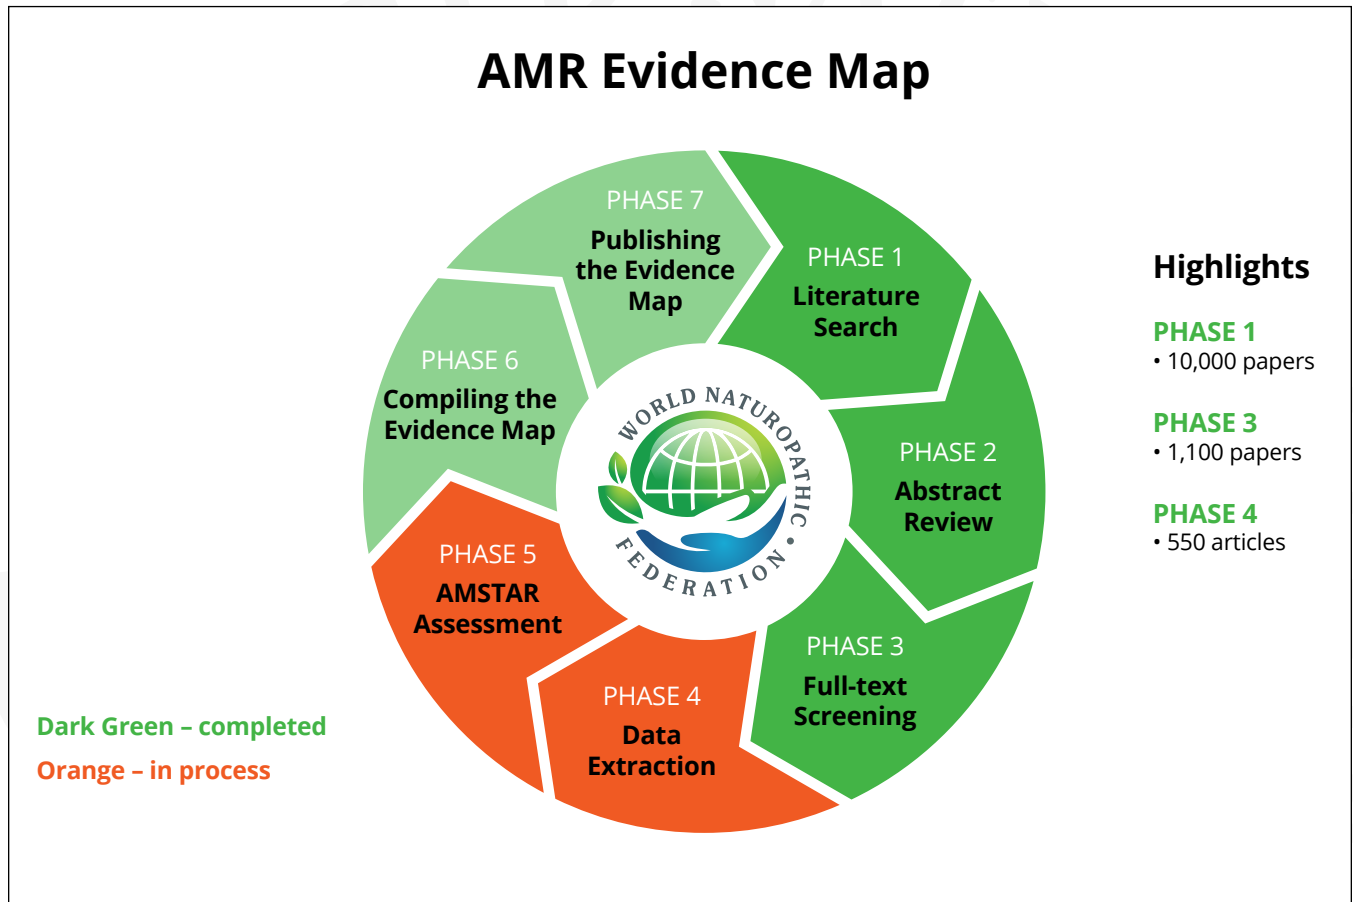 AMR Evidence Map
PHASE 1
Literature
Search
PHASE 2
Abstract
Review
PHASE 3
Full-text
Screening
PHASE 4
Data
Extraction
PHASE 5
AMSTAR
Assessment
PHASE 6
Compiling the
Evidence Map
PHASE 7
Publishing
the Evidence
Map
WORLD NATUROPATHIC
FEDERATION •
Highlights
PHASE 1
• 10,000 papers
PHASE 3
• 1,100 papers
PHASE 4
• 550 articles
Dark Green – completed
Orange – in process